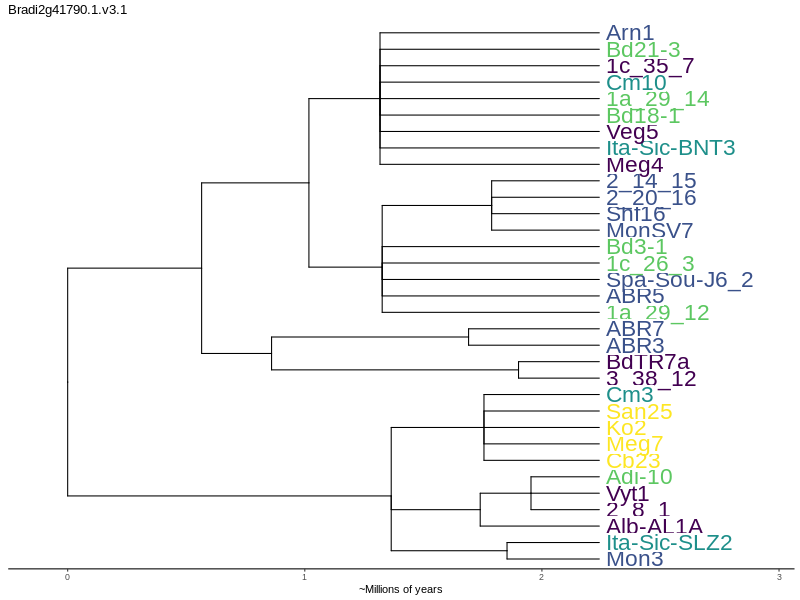 Bradi2g41790.1.v3.1
Arn1
Bd21-3
1c_35_7
Cm10
1a_29_14
Bd18-1
Veg5
Ita-Sic-BNT3
Meg4
2_14_15
2_20_16
Snf16
MonSV7
Bd3-1
1c_26_3
Spa-Sou-J6_2
ABR5
1a_29_12
ABR7
ABR3
BdTR7a
3_38_12
Cm3
San25
Ko2
Meg7
Cb23
Adi-10
Vyt1
2_8_1
Alb-AL1A
Ita-Sic-SLZ2
Mon3
0 1 2 3
~Millions of years